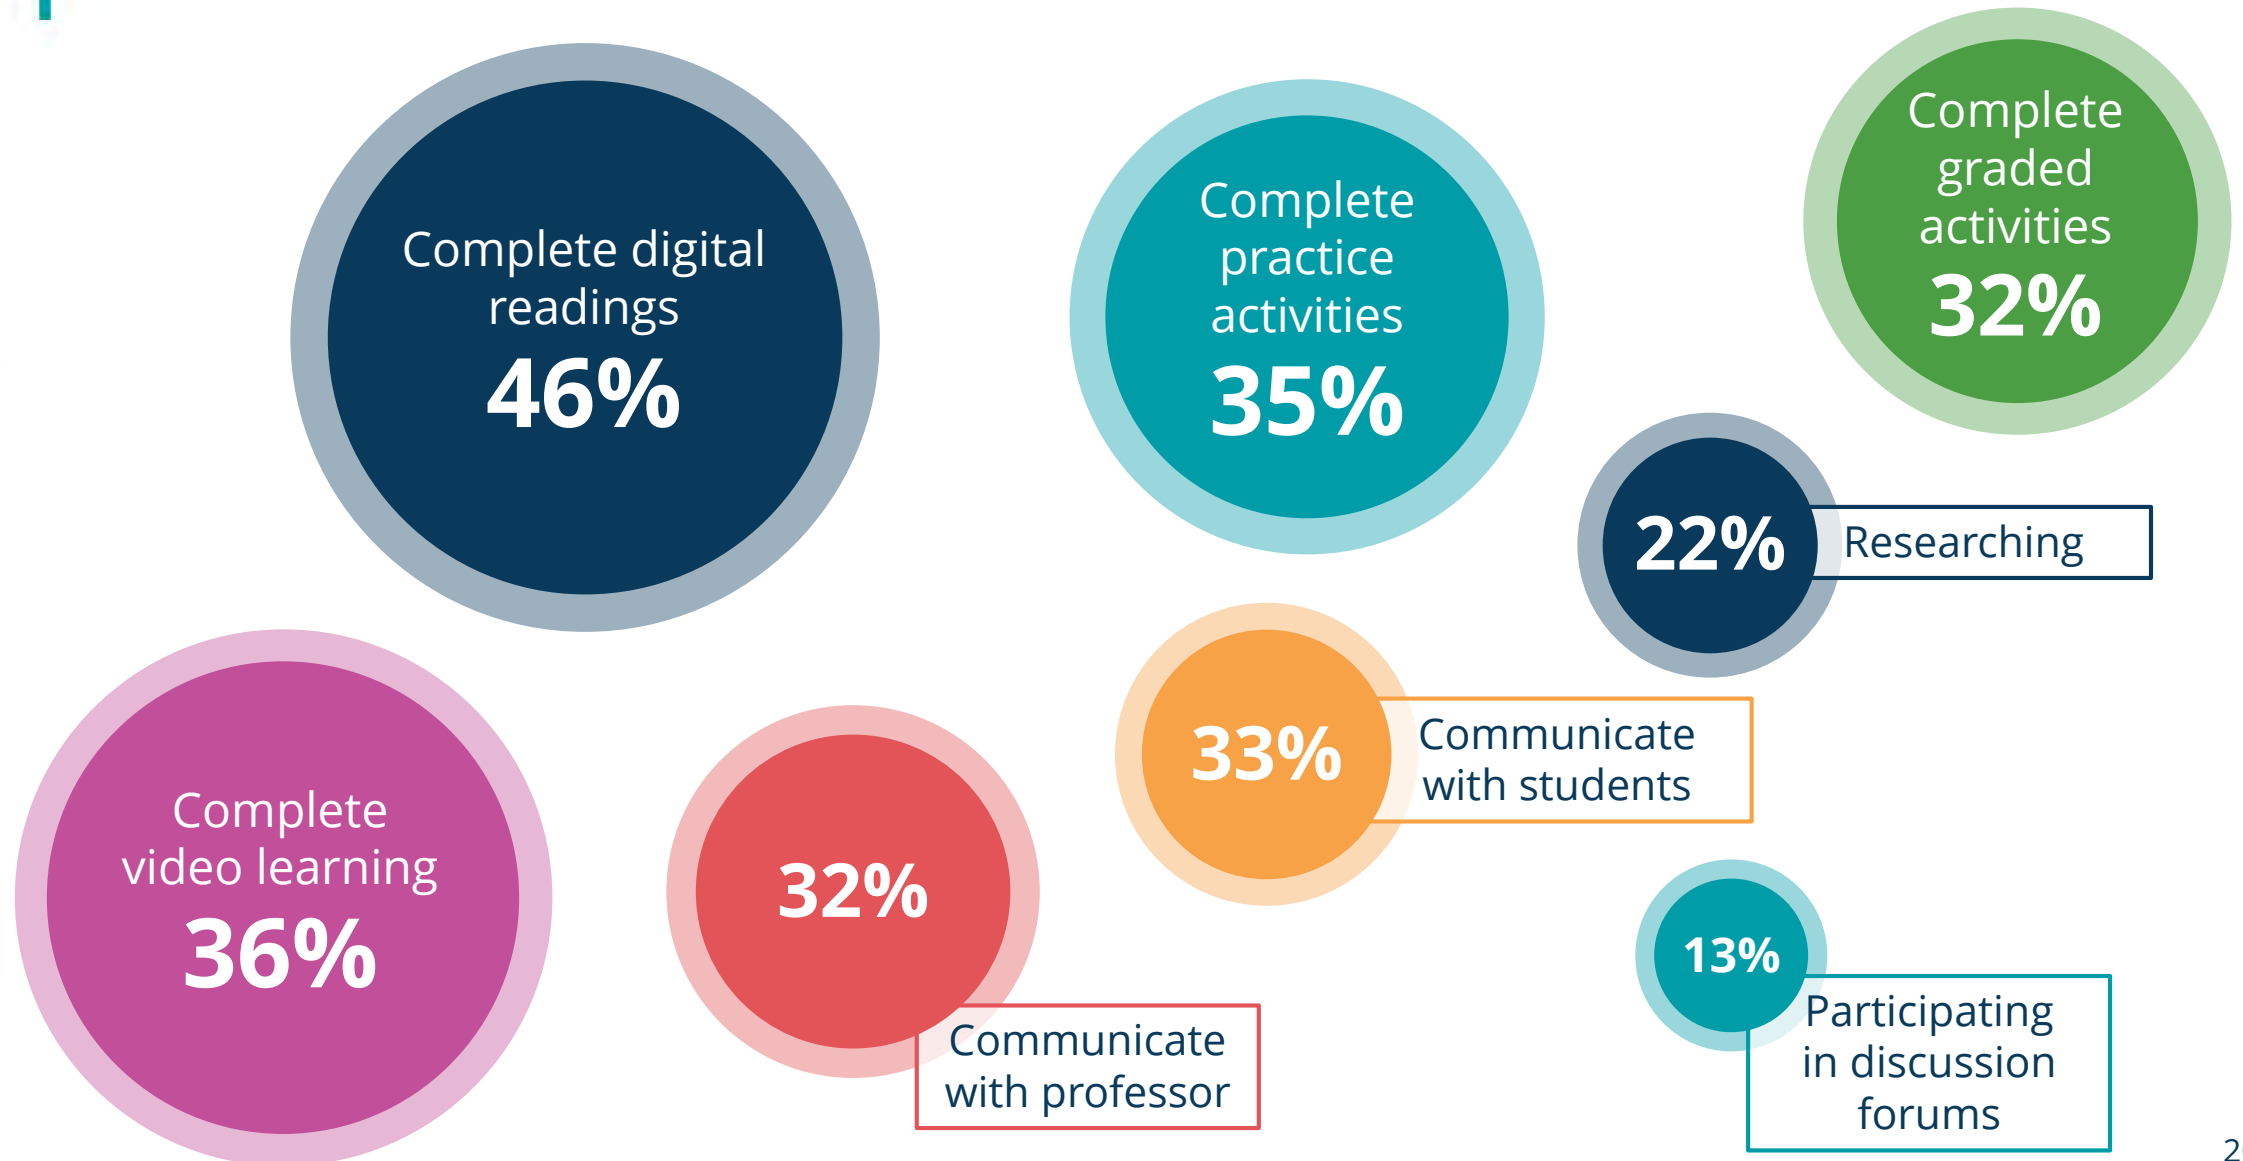 Complete digital
readings
46%
Complete
practice
activities
35%
Complete
graded
activities
32%
22%
Researching
33%
Communicate
with students
Complete
video learning
36%
32%
Communicate
with professor
13%
Participating
in discussion
forums